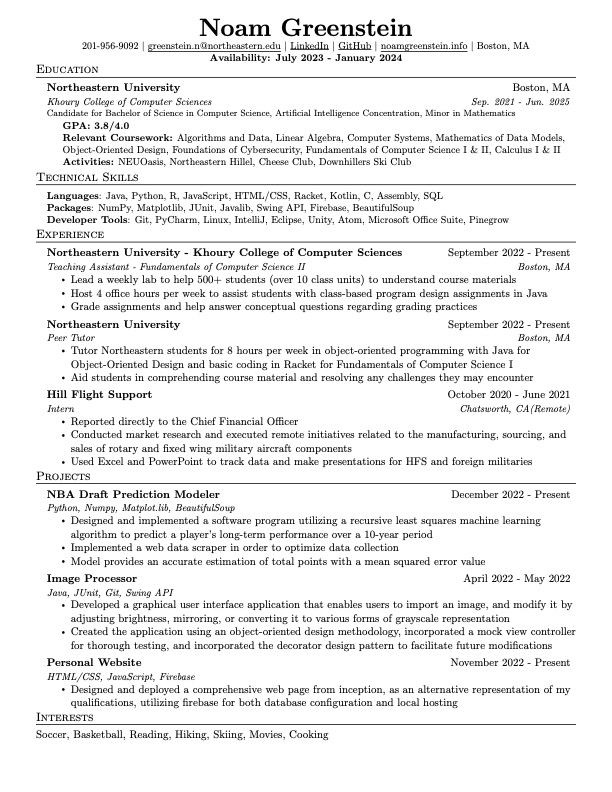 Noam Greenstein
201-956-9092 | greenstein.n@northeastern.edu | LinkedIn | GitHub | noamgreenstein.info | Boston, MA
Availability: July 2023 - January 2024
Education
Northeastern University Boston, MA
Khoury College of Computer Sciences Sep. 2021 - Jun. 2025
Candidate for Bachelor of Science in Computer Science, Artificial Intelligence Concentration, Minor in Mathematics
GPA: 3.8/4.0
Relevant Coursework: Algorithms and Data, Linear Algebra, Computer Systems, Mathematics of Data Models,
Object-Oriented Design, Foundations of Cybersecurity, Fundamentals of Computer Science I & II, Calculus I & II
Activities: NEUOasis, Northeastern Hillel, Cheese Club, Downhillers Ski Club
Technical Skills
Languages: Java, Python, R, JavaScript, HTML/CSS, Racket, Kotlin, C, Assembly, SQL
Packages: NumPy, Matplotlib, JUnit, Javalib, Swing API, Firebase, BeautifulSoup
Developer Tools: Git, PyCharm, Linux, IntelliJ, Eclipse, Unity, Atom, Microsoft Office Suite, Pinegrow
Experience
Northeastern University - Khoury College of Computer Sciences September 2022 - Present
Teaching Assistant - Fundamentals of Computer Science II Boston, MA
• Lead a weekly lab to help 500+ students (over 10 class units) to understand course materials
• Host 4 office hours per week to assist students with class-based program design assignments in Java
• Grade assignments and help answer conceptual questions regarding grading practices
Northeastern University September 2022 - Present
Peer Tutor Boston, MA
• Tutor Northeastern students for 8 hours per week in object-oriented programming with Java for
Object-Oriented Design and basic coding in Racket for Fundamentals of Computer Science I
• Aid students in comprehending course material and resolving any challenges they may encounter
Hill Flight Support October 2020 - June 2021
Intern Chatsworth, CA(Remote)
• Reported directly to the Chief Financial Officer
• Conducted market research and executed remote initiatives related to the manufacturing, sourcing, and
sales of rotary and fixed wing military aircraft components
• Used Excel and PowerPoint to track data and make presentations for HFS and foreign militaries
Projects
NBA Draft Prediction Modeler December 2022 - Present
Python, Numpy, Matplot.lib, BeautifulSoup
• Designed and implemented a software program utilizing a recursive least squares machine learning
algorithm to predict a player's long-term performance over a 10-year period
• Implemented a web data scraper in order to optimize data collection
• Model provides an accurate estimation of total points with a mean squared error value
Image Processor April 2022 - May 2022
Java, JUnit, Git, Swing API
• Developed a graphical user interface application that enables users to import an image, and modify it by
adjusting brightness, mirroring, or converting it to various forms of grayscale representation
• Created the application using an object-oriented design methodology, incorporated a mock view controller
for thorough testing, and incorporated the decorator design pattern to facilitate future modifications
Personal Website November 2022 - Present
HTML/CSS, JavaScript, Firebase
• Designed and deployed a comprehensive web page from inception, as an alternative representation of my
qualifications, utilizing firebase for both database configuration and local hosting
Interests
Soccer, Basketball, Reading, Hiking, Skiing, Movies, Cooking